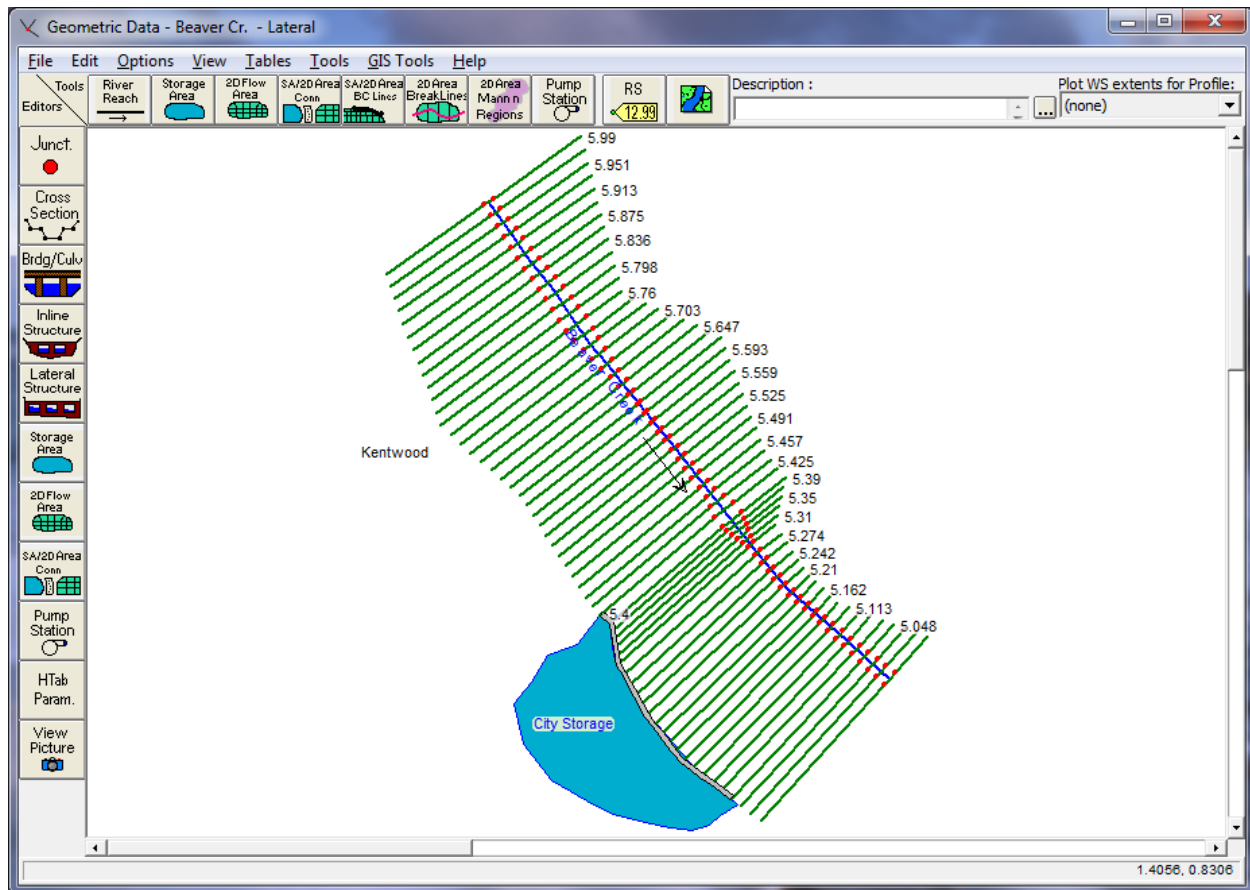 Geometric Data - Beaver Cr. - Lateral
File Edit Options View Tables Tools GIS Tools Help
Tools
Editors
River
Reach
Storage
Area
2D Flow
Area
SA/2D Area
Conn
SA/2D Area
BC Lines
2D Area
BreakLines
2D Area
Mann n
Regions
Pump
Station
RS
12.99
Description :
...
Plot WS extents for Profile:
(none)
Junct.
Cross
Section
Brdg/Culv
Inline
Structure
Lateral
Structure
Storage
Area
2D Flow
Area
SA/2D Area
Conn
Pump
Station
HTab
Param.
View
Picture
5.99
5.951
5.913
5.875
5.836
5.798
5.76
5.703
5.647
5.593
5.559
5.525
5.491
5.457
5.425
5.39
5.35
5.31
5.274
5.242
5.21
5.162
5.113
5.048
Beaver Creek
Kentwood
5.4
City Storage
1.4056, 0.8306